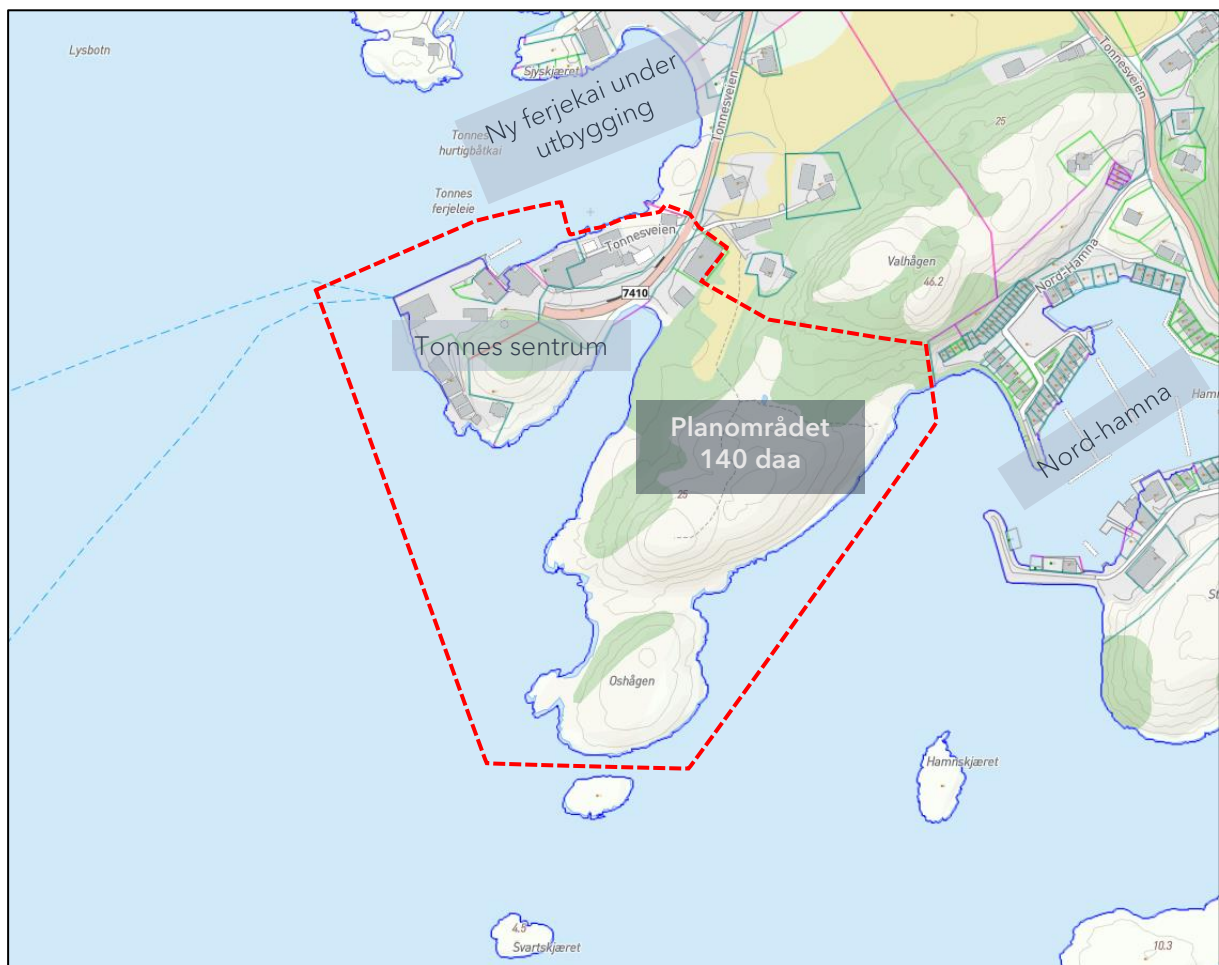 Lysbotn
Sjyskjæret
Ny ferjekai under
utbygging
Tonnesveien
Tonnesveien
25
Tonnes
hurtigbåtkai
Tonnes
ferjeleie
Tonnesveien
Valhågen
46.2
Nord-Hamna
7410
Tonnes sentrum
Planområdet
140 daa
Nord-hamna
25
Oshågen
Hamnskjæret
4.5
Svartskjæret
10.3